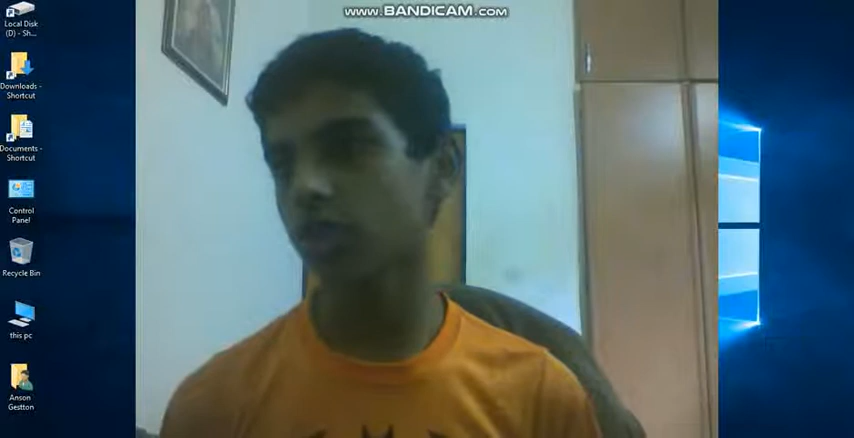 www.BANDICAM.com
Local Disk
(D) - Sh...
Downloads -
Shortcut
Documents -
Shortcut
Control
Panel
Recycle Bin
this pc
Anson
Gestton